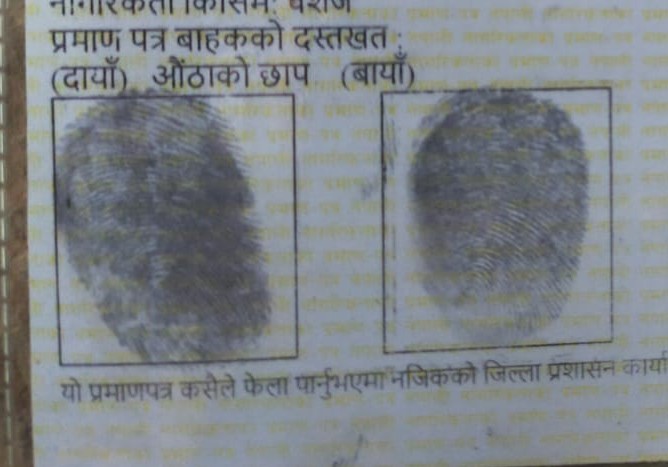 नागरिकता किसिम: वंशज
प्रमाण पत्र बाहकको दस्तखत :
(दायाँ) औंठाको छाप (बायाँ)
यो प्रमाणपत्र कसैले फेला पार्नुभएमा नजिकको जिल्ला प्रशासन कार्या